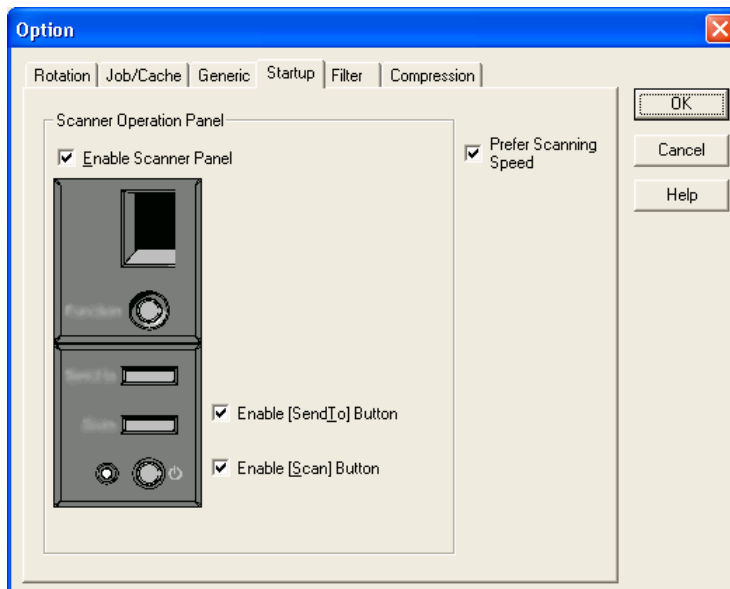 Option
Rotation Job/Cache Generic Startup Filter Compression
Scanner Operation Panel
Enable Scanner Panel
Prefer Scanning
Speed
OK
Cancel
Help
Function
Send to
Scan
Enable [SendTo] Button
Enable [Scan] Button